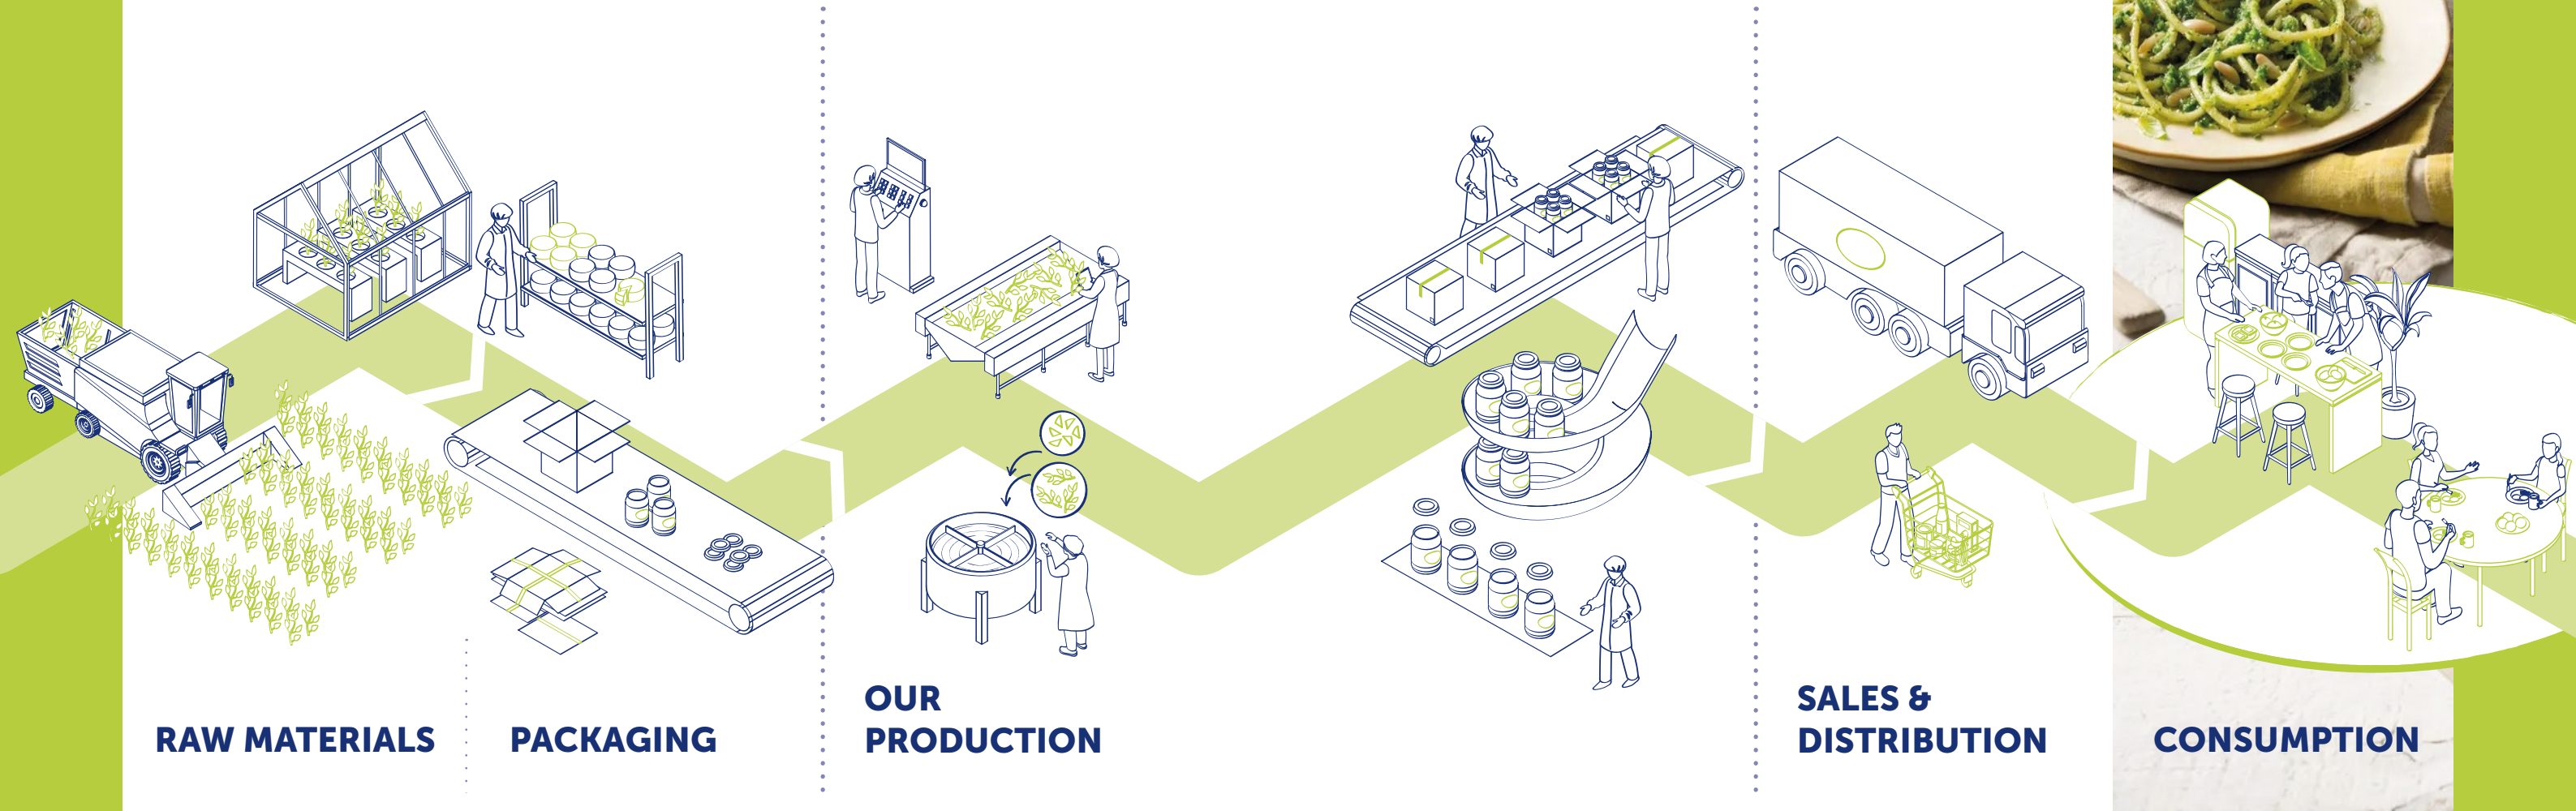 RAW MATERIALS
PACKAGING
OUR
PRODUCTION
SALES &
DISTRIBUTION
CONSUMPTION